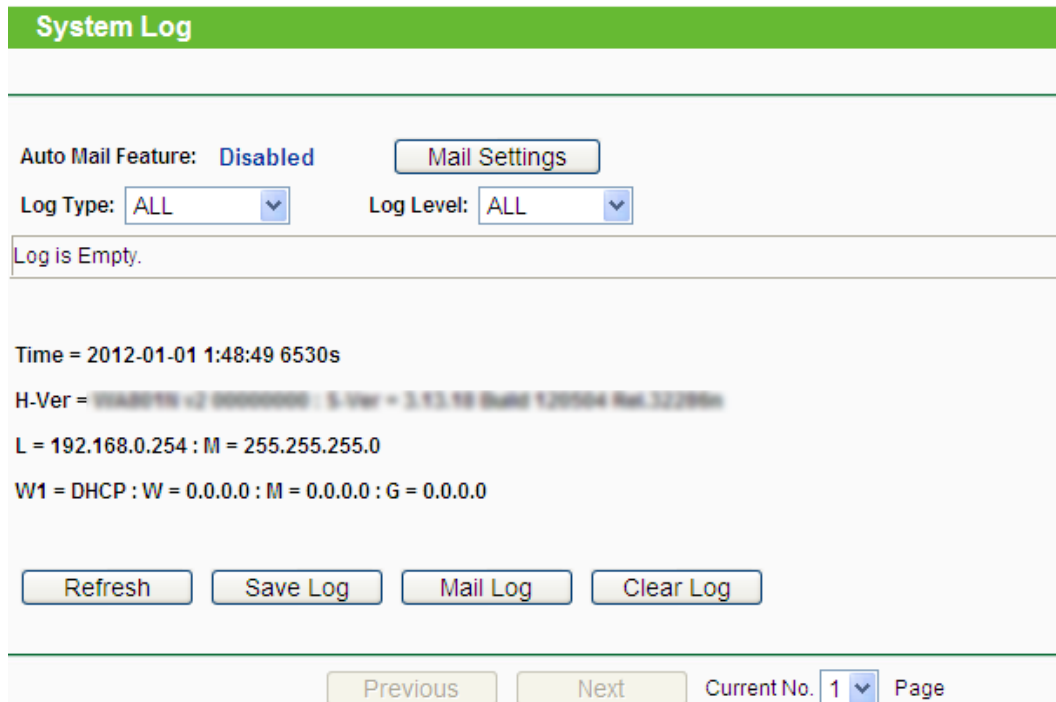 System Log
Auto Mail Feature: Disabled Mail Settings
Log Type: ALL Log Level: ALL
Log is Empty.
Time = 2012-01-01 1:48:49 6530s
H-Ver =
L = 192.168.0.254 : M = 255.255.255.0
W1 = DHCP : W = 0.0.0.0 : M = 0.0.0.0 : G = 0.0.0.0
Refresh Save Log Mail Log Clear Log
Previous Next Current No. 1 Page